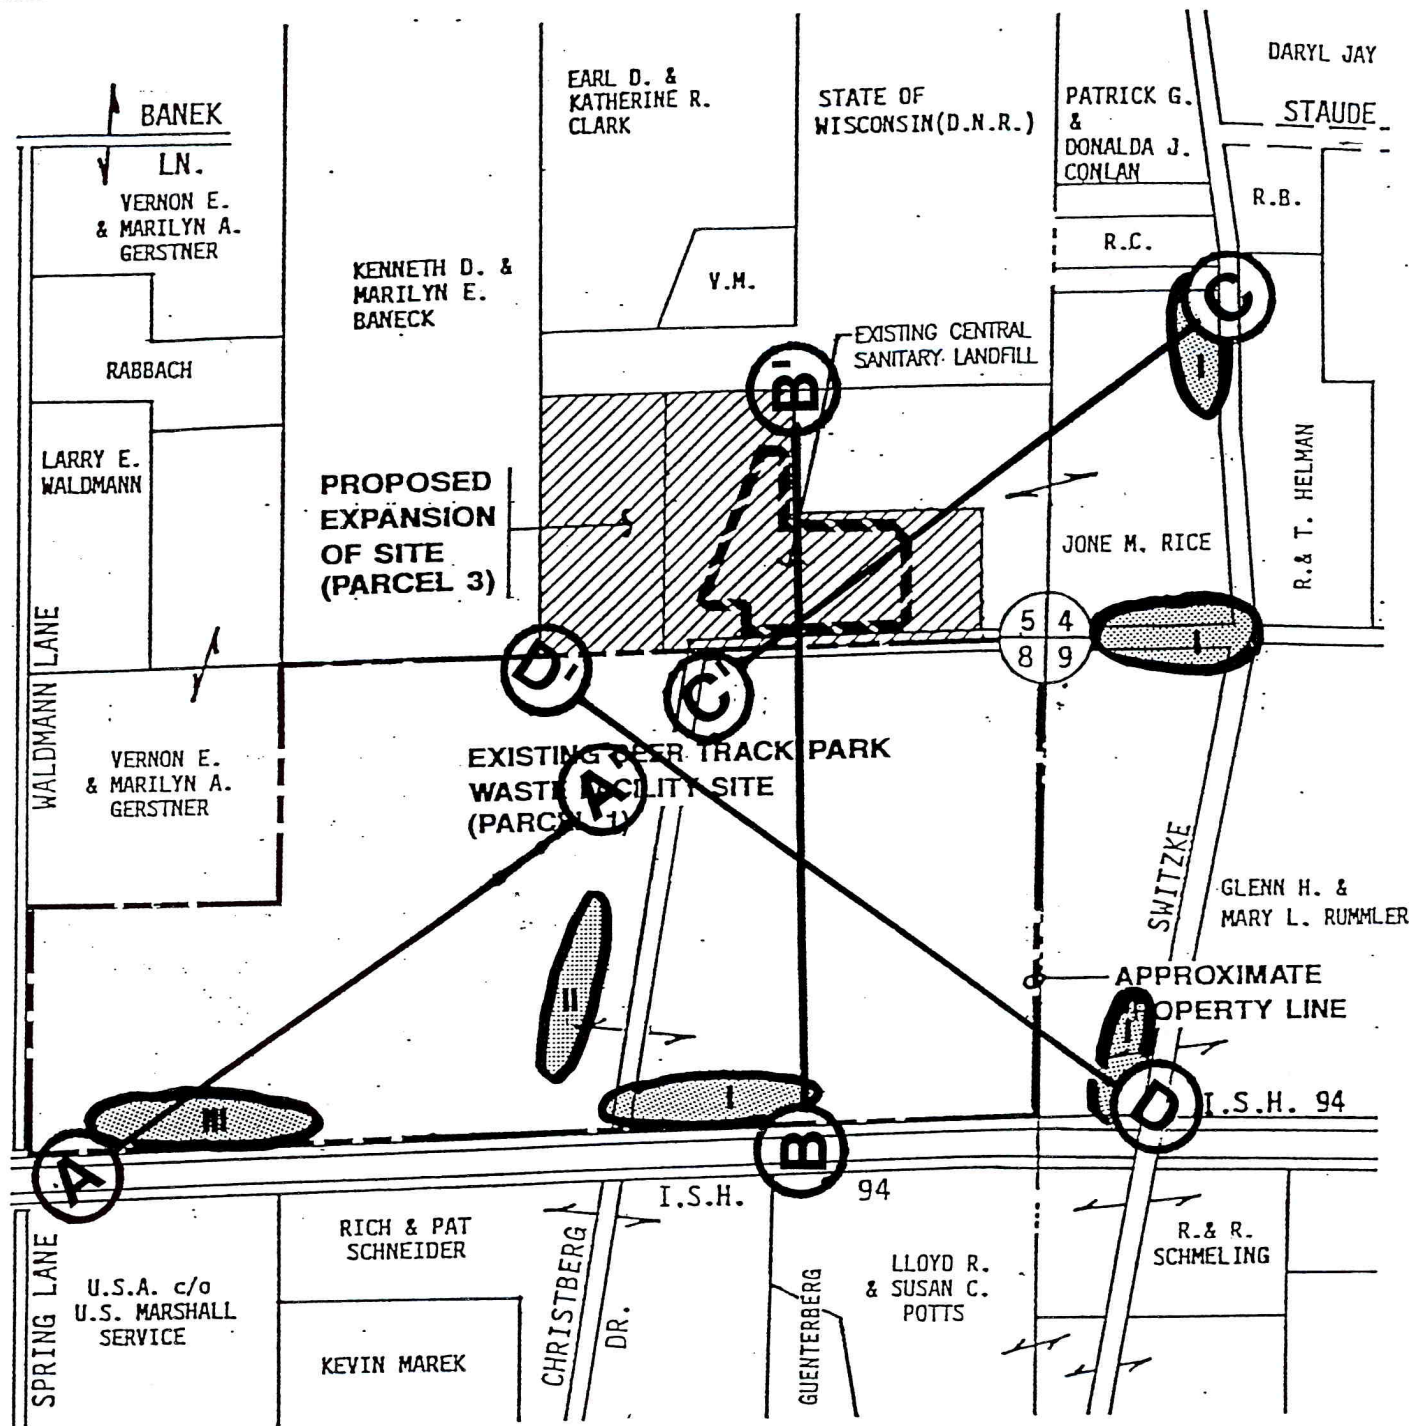 DARYL JAY
STAUDE
EARL D. &
KATHERINE R.
CLARK
STATE OF
WISCONSIN(D.N.R.)
PATRICK G.
&
DONALDA J.
CONLAN
BANEK
LN.
VERNON E.
& MARILYN A.
GERSTNER
R.B.
R.C.
KENNETH D. &
MARILYN E.
BANECK
V.M.
C
I
EXISTING CENTRAL
SANITARY LANDFILL
RABBACH
B'
LARRY E.
WALDMANN
PROPOSED
EXPANSION
OF SITE
(PARCEL 3)
JONE M. RICE
R.& T. HELMAN
WALDMANN LANE
5 4
8 9
I
D'
C'
VERNON E.
& MARILYN A.
GERSTNER
EXISTING DEER TRACK PARK
WASTE FACILITY SITE
(PARCEL 1)
A'
SWITZKE
GLENN H. &
MARY L. RUMMLER
II
APPROXIMATE
PROPERTY LINE
III
I
D
I.S.H. 94
A
B
I.S.H. 94
SPRING LANE
U.S.A. c/o
U.S. MARSHALL
SERVICE
RICH & PAT
SCHNEIDER
KEVIN MAREK
CHRISTBERG
DR.
GUENTERBERG
LLOYD R.
& SUSAN C.
POTTS
R.& R.
SCHMELING